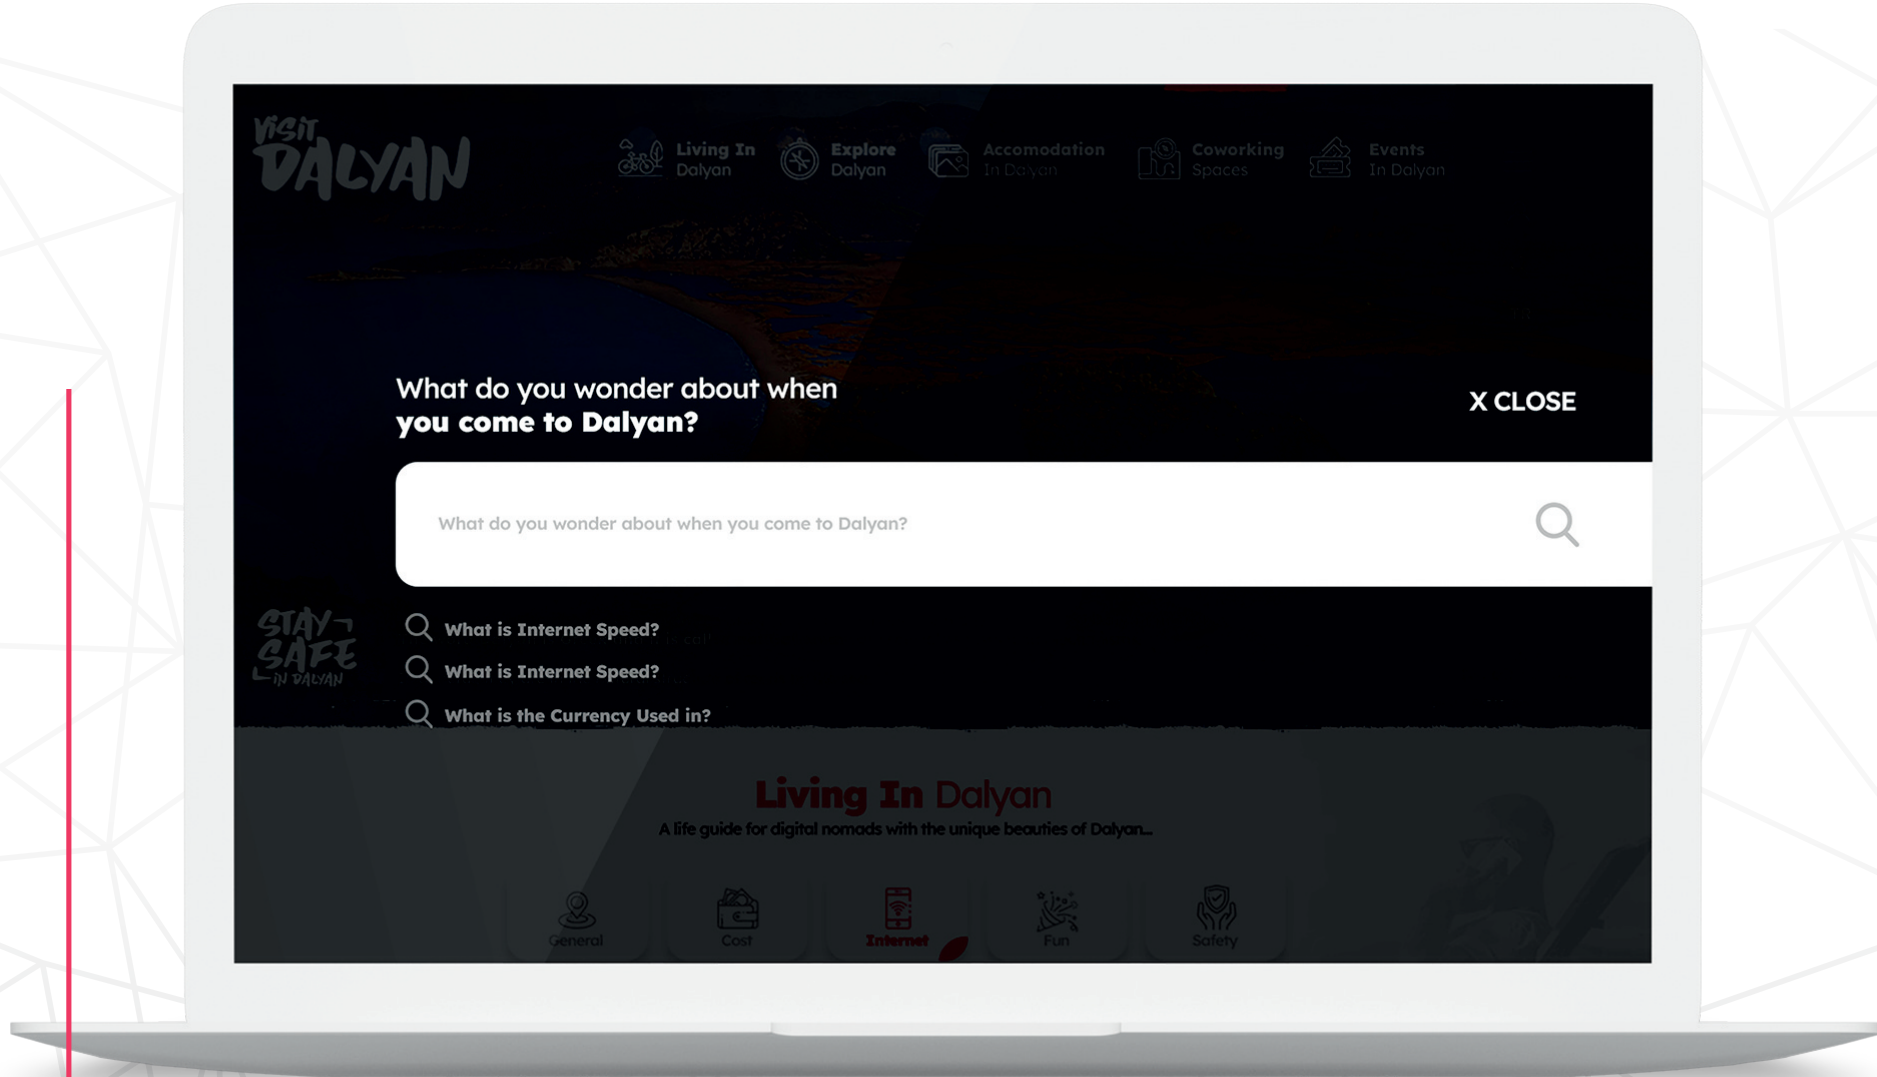 Visit
DALYAN
Living In
Dalyan
Explore
Dalyan
Accomodation
In Dalyan
Coworking
Spaces
Events
In Dalyan
What do you wonder about when
you come to Dalyan?
X CLOSE
What do you wonder about when you come to Dalyan?
STAY
SAFE
IN DALYAN
What is Internet Speed?
What is Internet Speed?
What is the Currency Used in?
Living In Dalyan
A life guide for digital nomads with the unique beauties of Dalyan...
General
Cost
Internet
Fun
Safety